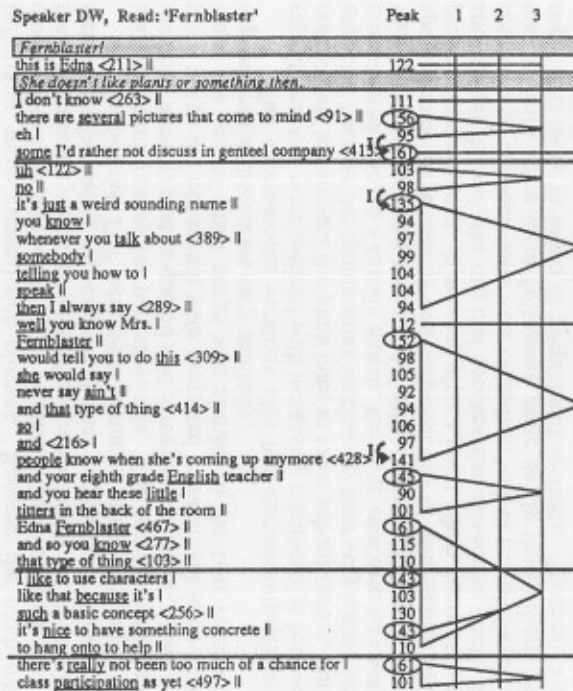 Speaker DW, Read: 'Fernblaster' Peak 1 2 3
Fernblaster!
this is Edna <211> || 122
She doesn't like plants or something then.
I don't know <263> || 111
there are several pictures that come to mind <91> || 156
eh | 95
some I'd rather not discuss in genteel company <413> I 161
uh <122> || 103
no || 98
it's just a weird sounding name || I 135
you know | 94
whenever you talk about <389> || 97
somebody | 99
telling you how to | 104
speak || 104
then I always say <289> || 94
well you know Mrs. | 112
Fernblaster || 152
would tell you to do this <309> || 98
she would say | 105
never say ain't || 92
and that type of thing <414> || 94
so | 106
and <216> | 97
people know when she's coming up anymore <428> I 141
and your eighth grade English teacher || 145
and you hear these little | 90
titters in the back of the room || 101
Edna Fernblaster <467> || 161
and so you know <277> || 115
that type of thing <103> || 110
I like to use characters | 143
like that because it's | 103
such a basic concept <256> || 130
it's nice to have something concrete || 143
to hang onto to help || 110
there's really not been too much of a chance for | 161
class participation as yet <497> || 101